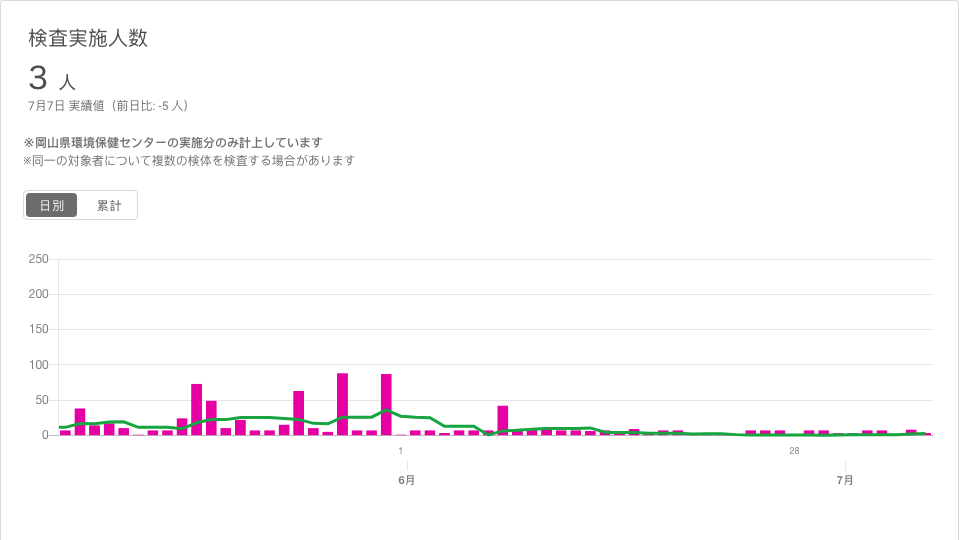 検査実施人数
3 人
7月7日 実績値（前日比: -5 人）
※岡山県環境保健センターの実施分のみ計上しています
※同一の対象者について複数の検体を検査する場合があります
日別 累計
250
200
150
100
50
0
1 28
6月 7月